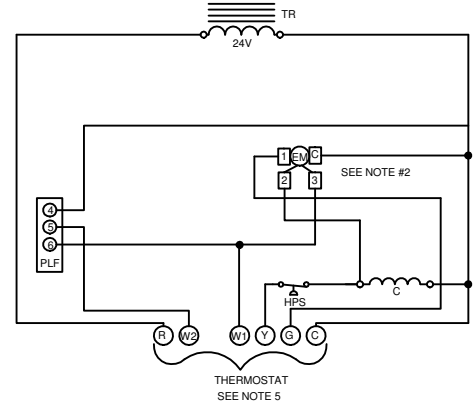 TR
24V
1 EM C
SEE NOTE #2
2 3
4
5
6
PLF
C
HPS
R W2 W1 Y G C
THERMOSTAT
SEE NOTE 5